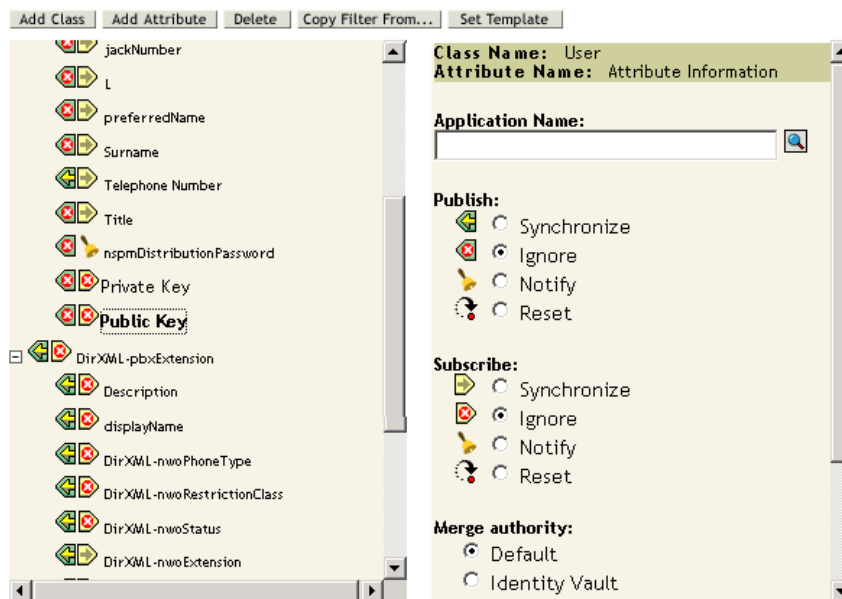 Add Class
Add Attribute
Delete
Copy Filter From...
Set Template
jackNumber
L
preferredName
Surname
Telephone Number
Title
nspmDistributionPassword
Private Key
Public Key
DirXML-pbxExtension
Description
displayName
DirXML-nwoPhoneType
DirXML-nwoRestrictionClass
DirXML-nwoStatus
DirXML-nwoExtension
Class Name: User
Attribute Name: Attribute Information
Application Name:
Publish:
Synchronize
Ignore
Notify
Reset
Subscribe:
Synchronize
Ignore
Notify
Reset
Merge authority:
Default
Identity Vault